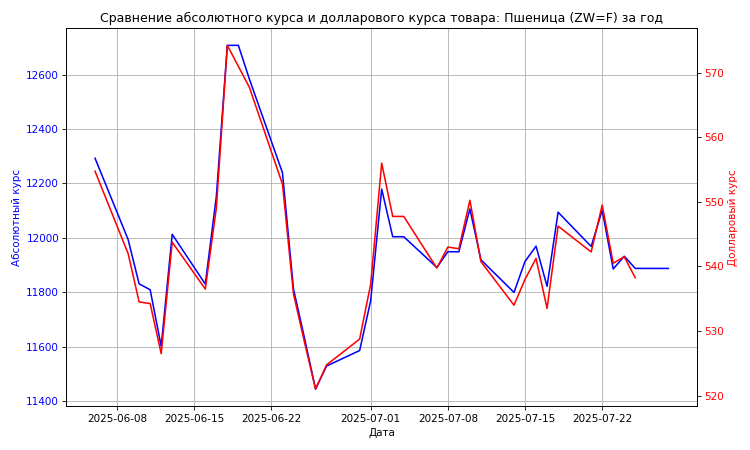 Сравнение абсолютного курса и долларового курса товара: Пшеница (ZW=F) за год
12600
12400
12200
12000
11800
11600
11400
Абсолютный курс
570
560
550
540
530
520
Долларовый курс
2025-06-08 2025-06-15 2025-06-22 2025-07-01 2025-07-08 2025-07-15 2025-07-22
Дата